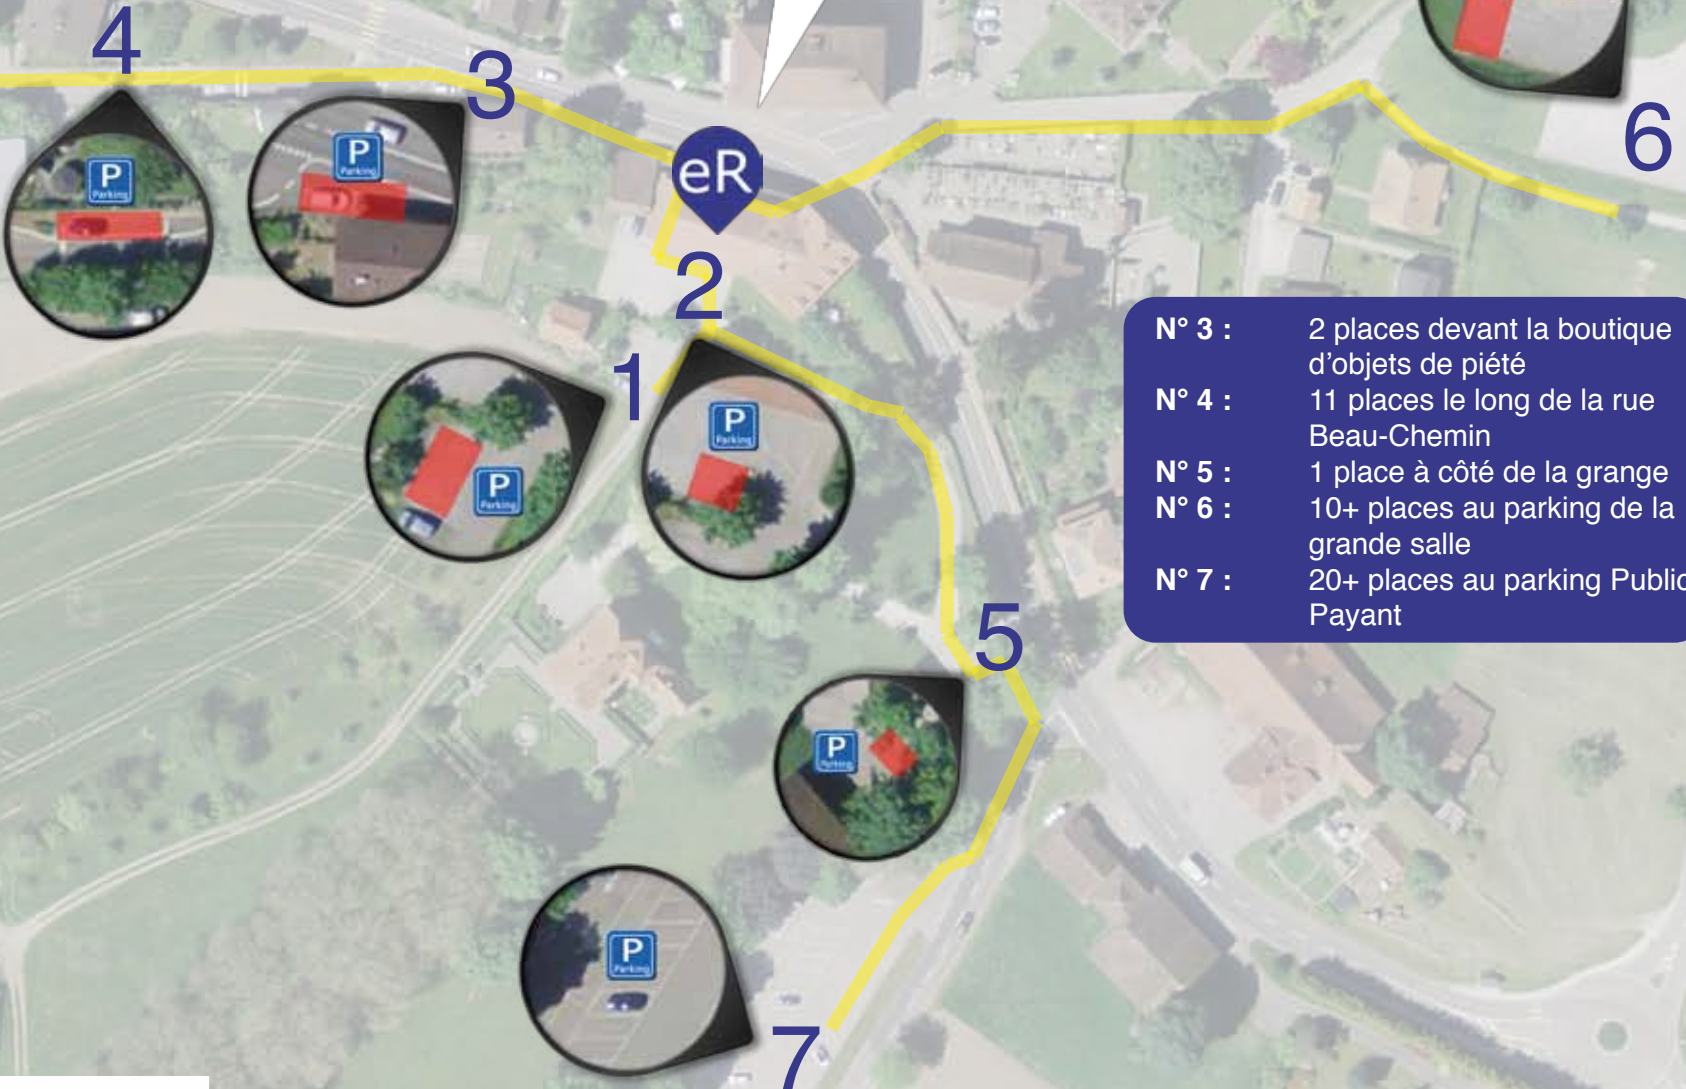 4
3
6
P
Parking
P
Parking
eR
2
1
N° 3 : 2 places devant la boutique
d'objets de piété
N° 4 : 11 places le long de la rue
Beau-Chemin
N° 5 : 1 place à côté de la grange
N° 6 : 10+ places au parking de la
grande salle
N° 7 : 20+ places au parking Public
Payant
P
Parking
P
Parking
5
P
Parking
P
Parking
7